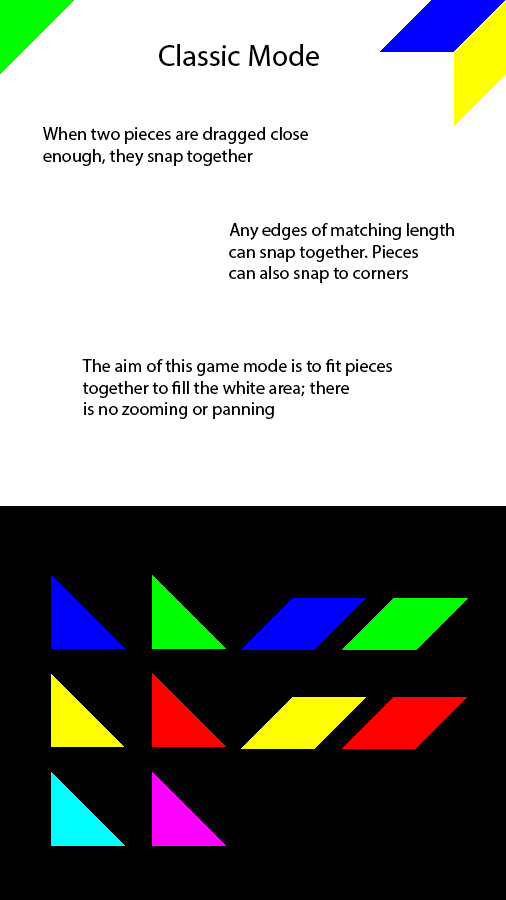 Classic Mode
When two pieces are dragged close
enough, they snap together
Any edges of matching length
can snap together. Pieces
can also snap to corners
The aim of this game mode is to fit pieces
together to fill the white area; there
is no zooming or panning